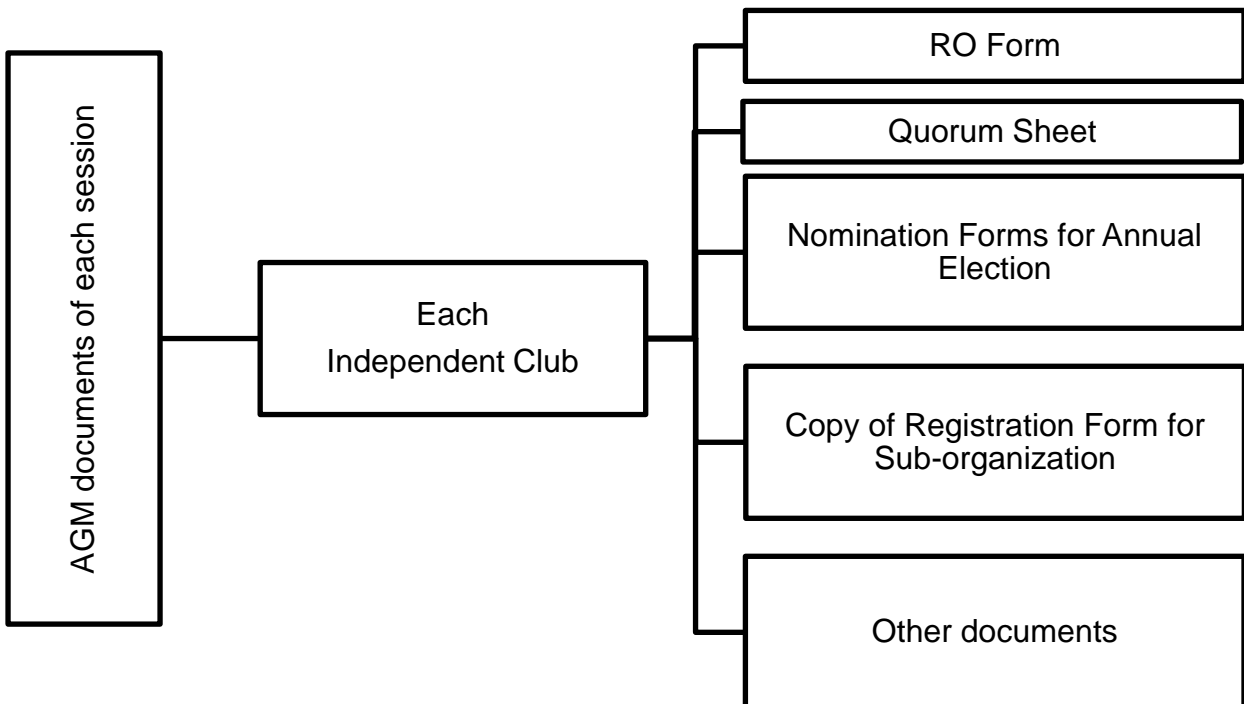 AGM documents of each session
Each
Independent Club
RO Form
Quorum Sheet
Nomination Forms for Annual
Election
Copy of Registration Form for
Sub-organization
Other documents